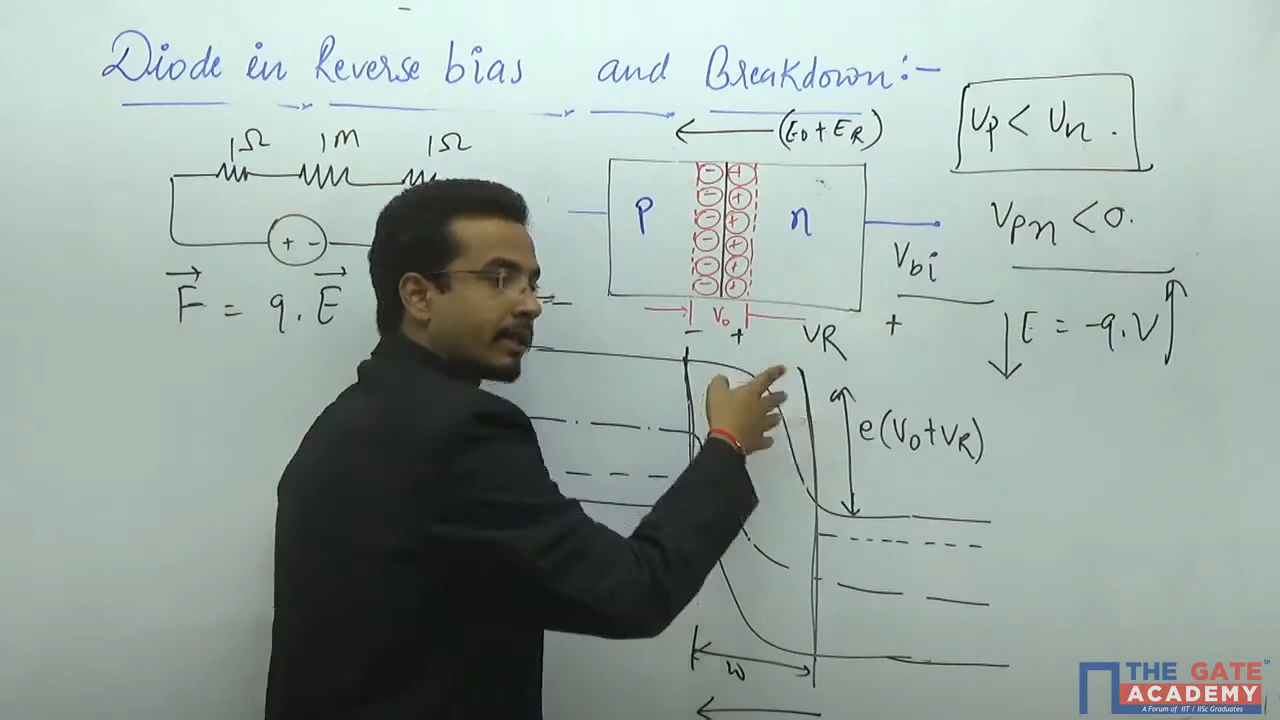 Diode in Reverse bias and Breakdown:-
1Ω 1M 1Ω
(E0 + ER)
Vp < Vn .
Vpn < 0.
p n
Vbi
+ -
F = q. E
V0
- +
VR
+
E = -q.V
e(V0+VR)
w
THE GATE
ACADEMY
A Forum of IIT / IISc Graduates